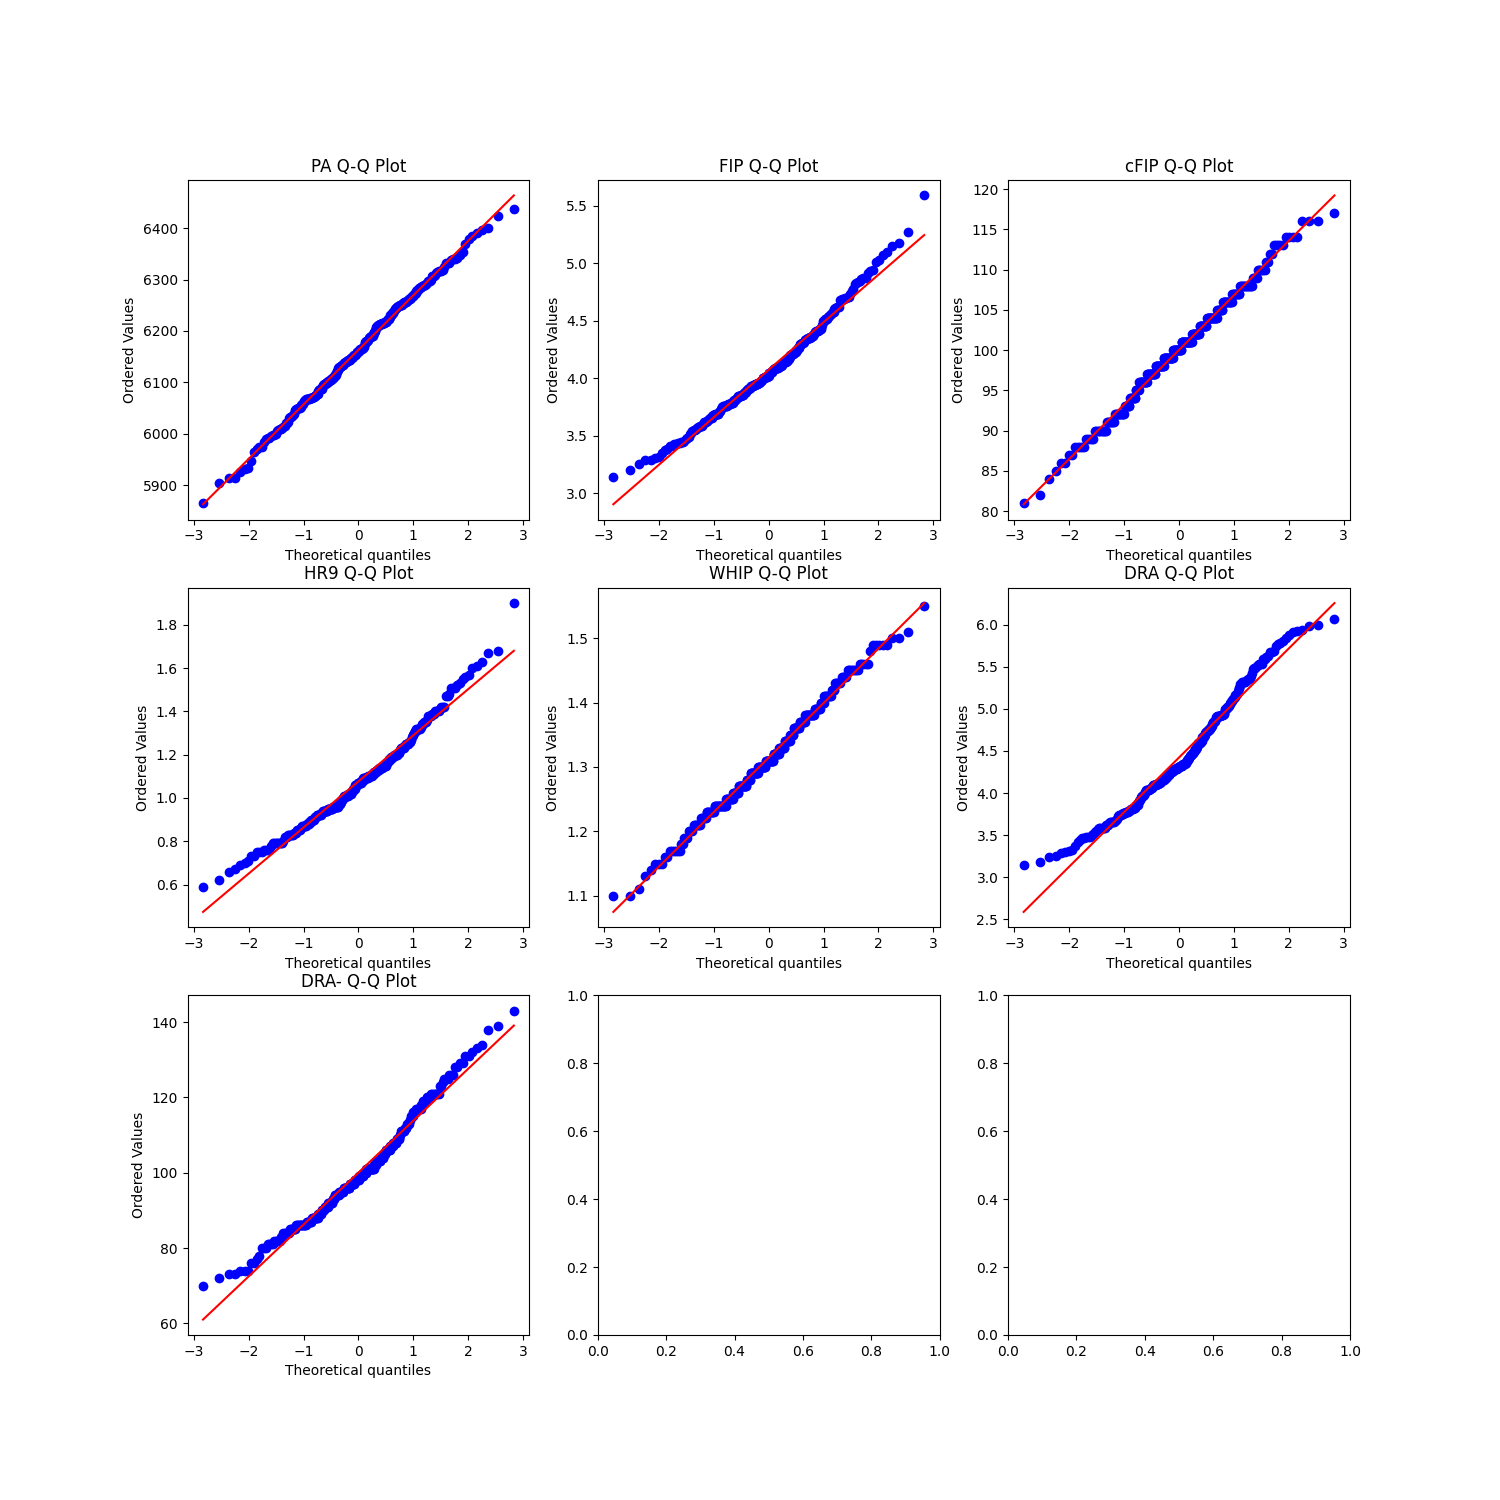 PA Q-Q Plot
FIP Q-Q Plot
cFIP Q-Q Plot
Ordered Values
6400
6300
6200
6100
6000
5900
−3 −2 −1 0 1 2 3
Theoretical quantiles
Ordered Values
5.5
5.0
4.5
4.0
3.5
3.0
−3 −2 −1 0 1 2 3
Theoretical quantiles
Ordered Values
120
115
110
105
100
95
90
85
80
−3 −2 −1 0 1 2 3
Theoretical quantiles
HR9 Q-Q Plot
WHIP Q-Q Plot
DRA Q-Q Plot
Ordered Values
1.8
1.6
1.4
1.2
1.0
0.8
0.6
−3 −2 −1 0 1 2 3
Theoretical quantiles
Ordered Values
1.5
1.4
1.3
1.2
1.1
−3 −2 −1 0 1 2 3
Theoretical quantiles
Ordered Values
6.0
5.5
5.0
4.5
4.0
3.5
3.0
2.5
−3 −2 −1 0 1 2 3
Theoretical quantiles
DRA- Q-Q Plot
Ordered Values
140
120
100
80
60
−3 −2 −1 0 1 2 3
Theoretical quantiles
1.0
0.8
0.6
0.4
0.2
0.0
0.0 0.2 0.4 0.6 0.8 1.0
1.0
0.8
0.6
0.4
0.2
0.0
0.0 0.2 0.4 0.6 0.8 1.0